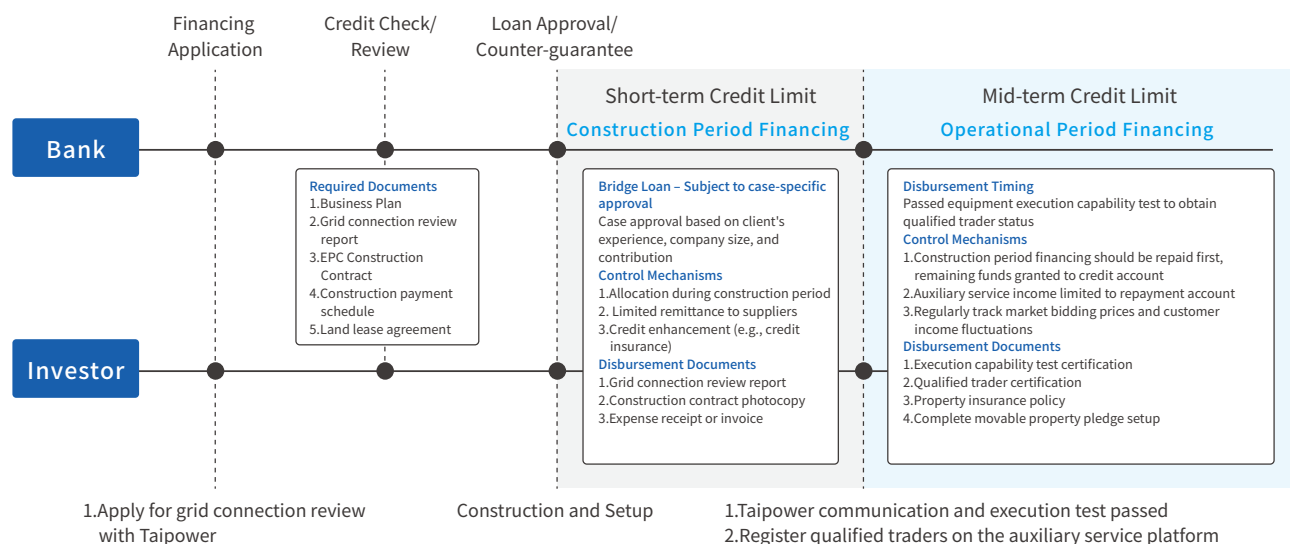 Financing
Application
Credit Check/
Review
Loan Approval/
Counter-guarantee
Short-term Credit Limit
Construction Period Financing
Mid-term Credit Limit
Operational Period Financing
Bank
Required Documents
1.Business Plan
2.Grid connection review
report
3.EPC Construction
Contract
4.Construction payment
schedule
5.Land lease agreement
Bridge Loan – Subject to case-specific
approval
Case approval based on client's
experience, company size, and
contribution
Control Mechanisms
1.Allocation during construction period
2. Limited remittance to suppliers
3.Credit enhancement (e.g., credit
insurance)
Disbursement Documents
1.Grid connection review report
2.Construction contract photocopy
3.Expense receipt or invoice
Disbursement Timing
Passed equipment execution capability test to obtain
qualified trader status
Control Mechanisms
1.Construction period financing should be repaid first,
remaining funds granted to credit account
2.Auxiliary service income limited to repayment account
3.Regularly track market bidding prices and customer
income fluctuations
Disbursement Documents
1.Execution capability test certification
2.Qualified trader certification
3.Property insurance policy
4.Complete movable property pledge setup
Investor
1.Apply for grid connection review
with Taipower
Construction and Setup
1.Taipower communication and execution test passed
2.Register qualified traders on the auxiliary service platform